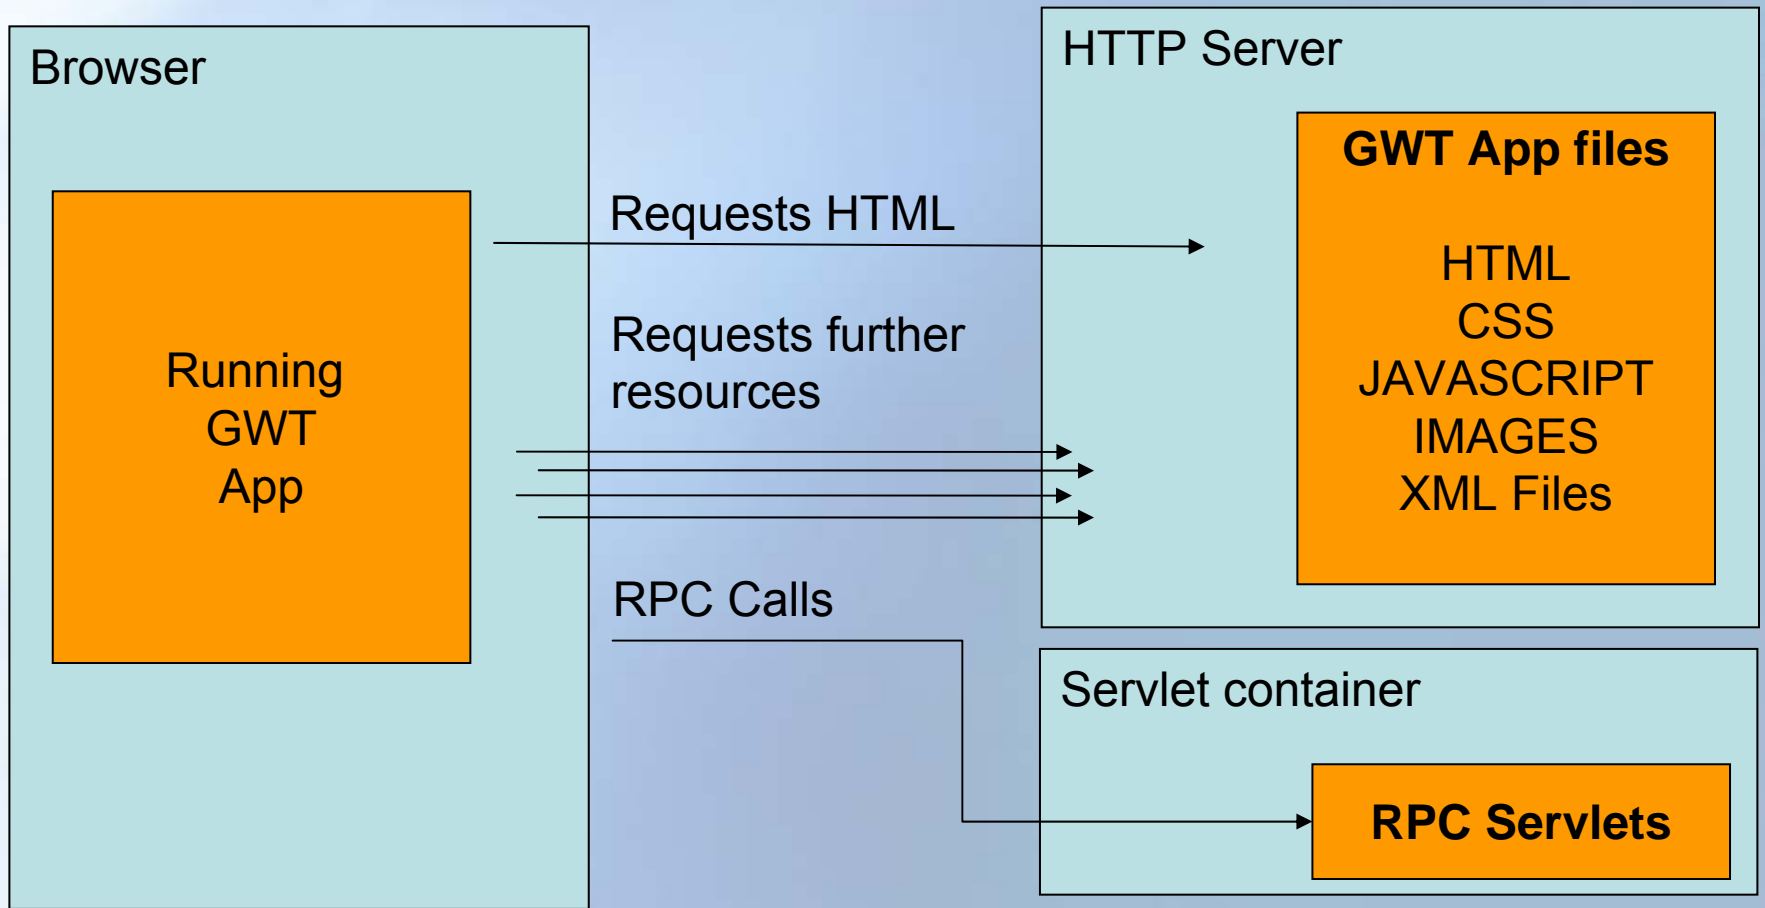 Browser
Running
GWT
App
Requests HTML
Requests further
resources
RPC Calls
HTTP Server
GWT App files
HTML
CSS
JAVASCRIPT
IMAGES
XML Files
Servlet container
RPC Servlets